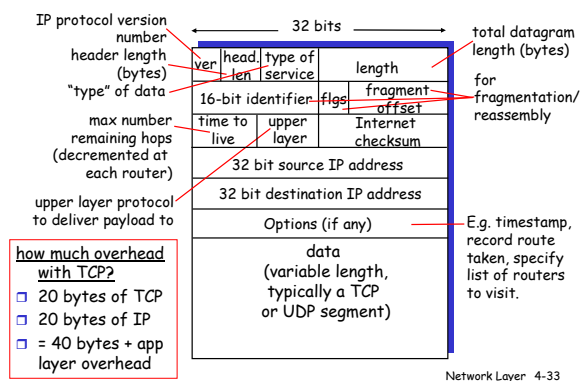 IP protocol version
number
header length
(bytes)
"type" of data
max number
remaining hops
(decremented at
each router)
upper layer protocol
to deliver payload to
how much overhead
with TCP?
20 bytes of TCP
20 bytes of IP
= 40 bytes + app
layer overhead
32 bits
ver
head.
len
type of
service
length
16-bit identifier
flgs
fragment
offset
time to
live
upper
layer
Internet
checksum
32 bit source IP address
32 bit destination IP address
Options (if any)
data
(variable length,
typically a TCP
or UDP segment)
total datagram
length (bytes)
for
fragmentation/
reassembly
E.g. timestamp,
record route
taken, specify
list of routers
to visit.
Network Layer 4-33